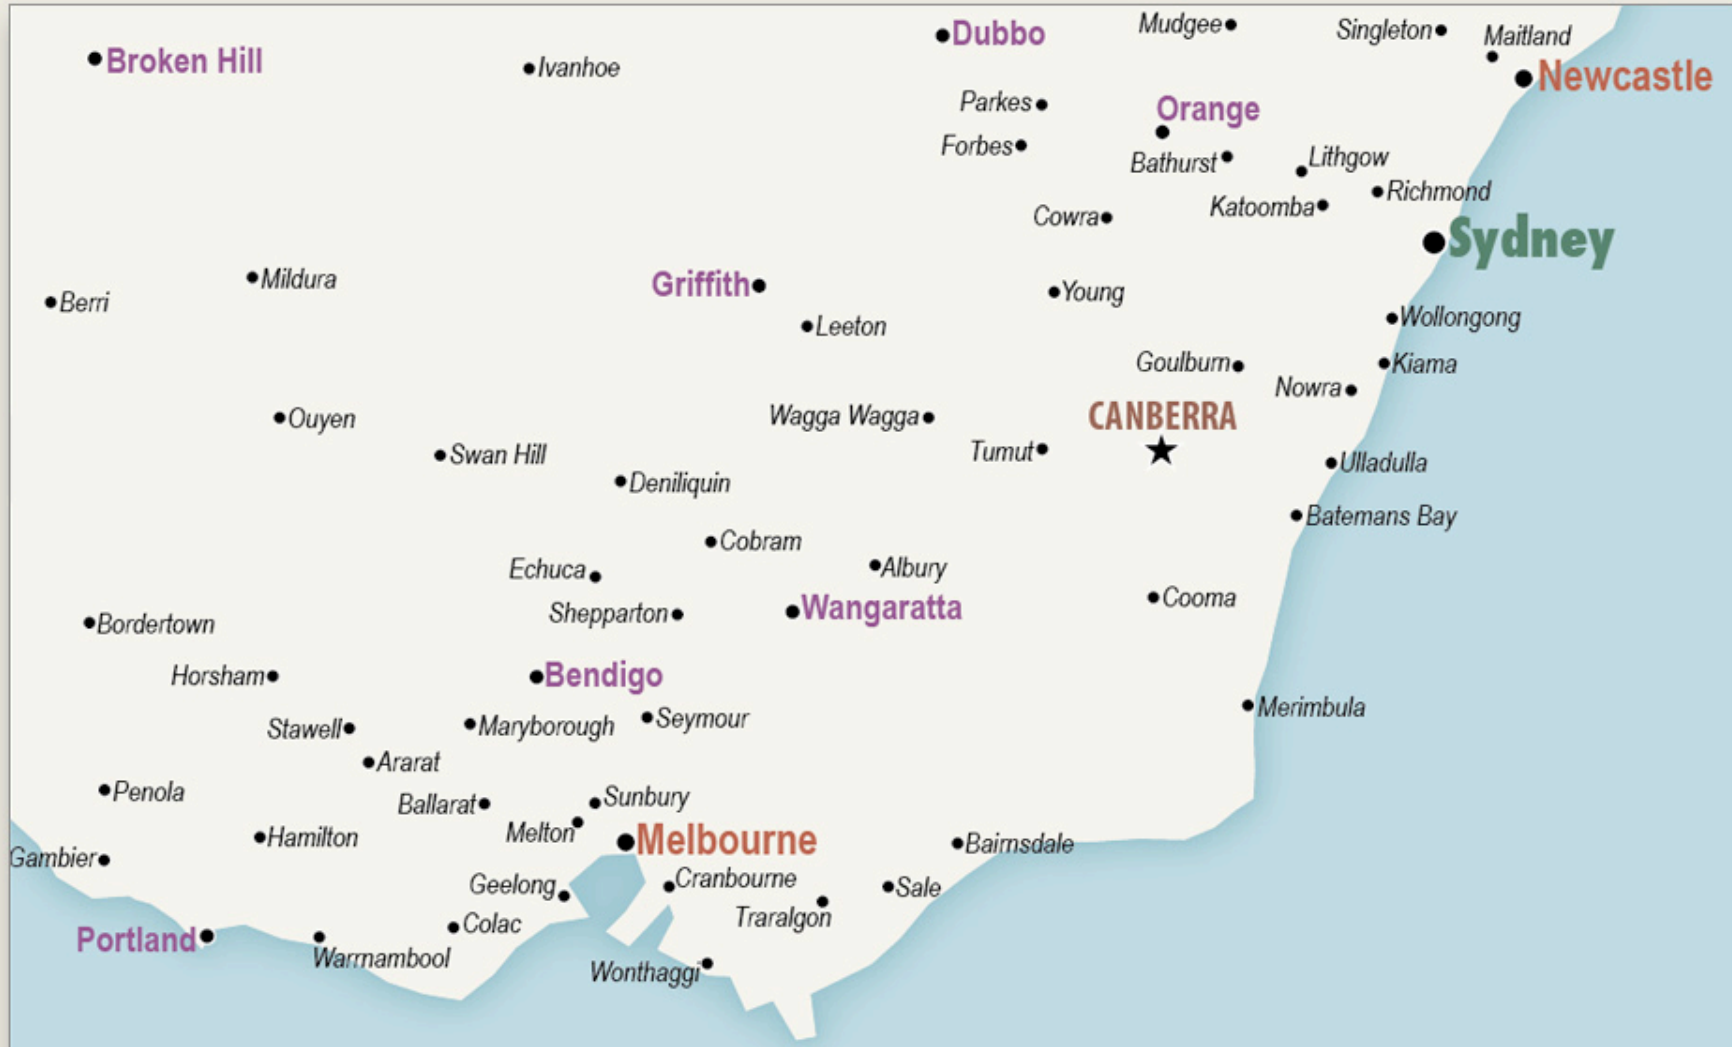 Mudgee
Singleton
Maitland
Dubbo
Broken Hill
Ivanhoe
Newcastle
Parkes
Orange
Forbes
Bathurst
Lithgow
Richmond
Katoomba
Cowra
Sydney
Mildura
Griffith
Young
Berri
Leeton
Wollongong
Goulburn
Kiama
Nowra
Ouyen
Wagga Wagga
CANBERRA
Swan Hill
Tumut
Ulladulla
Deniliquin
Batemans Bay
Cobram
Echuca
Albury
Cooma
Wangaratta
Shepparton
Bordertown
Horsham
Bendigo
Merimbula
Seymour
Maryborough
Stawell
Ararat
Penola
Sunbury
Ballarat
Melton
Hamilton
Melbourne
Bairnsdale
Gambier
Cranbourne
Geelong
Sale
Traralgon
Colac
Portland
Warrnambool
Wonthaggi